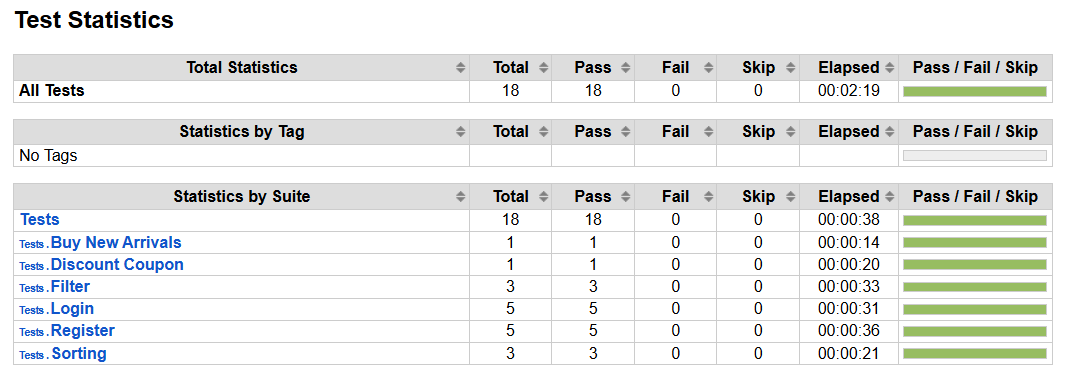 Test Statistics
Total Statistics Total Pass Fail Skip Elapsed Pass / Fail / Skip
All Tests 18 18 0 0 00:02:19
Statistics by Tag Total Pass Fail Skip Elapsed Pass / Fail / Skip
No Tags
Statistics by Suite Total Pass Fail Skip Elapsed Pass / Fail / Skip
Tests 18 18 0 0 00:00:38
Tests . Buy New Arrivals 1 1 0 0 00:00:14
Tests . Discount Coupon 1 1 0 0 00:00:20
Tests . Filter 3 3 0 0 00:00:33
Tests . Login 5 5 0 0 00:00:31
Tests . Register 5 5 0 0 00:00:36
Tests . Sorting 3 3 0 0 00:00:21